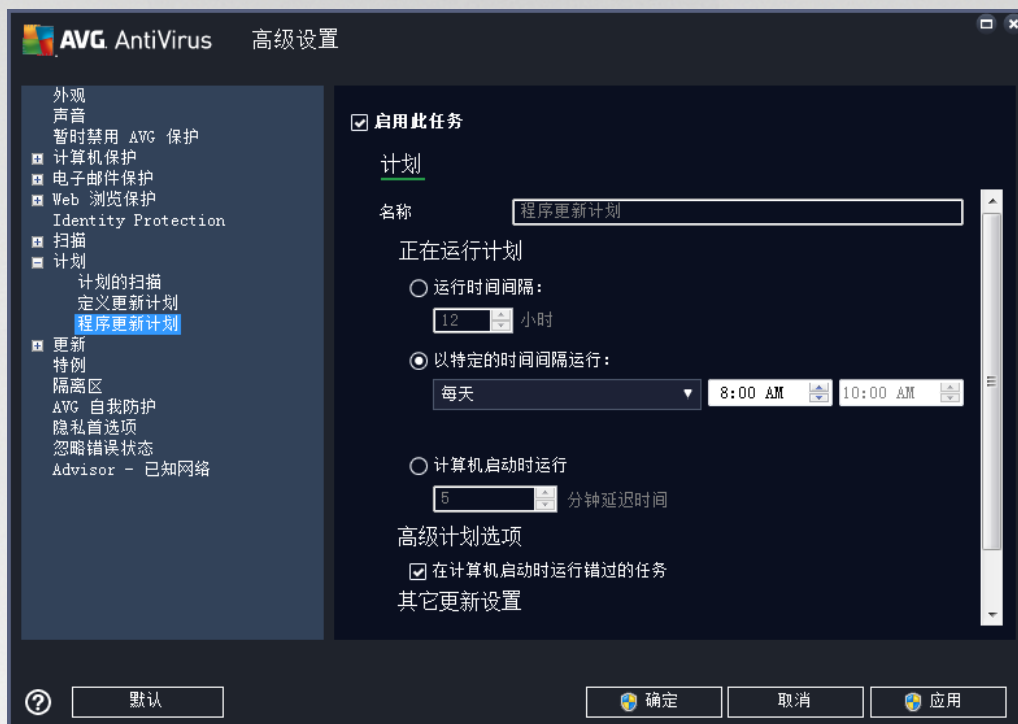 AVG. AntiVirus 高级设置
外观
声音
暂时禁用 AVG 保护
计算机保护
电子邮件保护
Web 浏览保护
Identity Protection
扫描
计划
计划的扫描
定义更新计划
程序更新计划
更新
特例
隔离区
AVG 自我防护
隐私首选项
忽略错误状态
Advisor - 已知网络
启用此任务
计划
名称 程序更新计划
正在运行计划
运行时间间隔：
12 小时
以特定的时间间隔运行：
每天 8:00 AM 10:00 AM
计算机启动时运行
5 分钟延迟时间
高级计划选项
在计算机启动时运行错过的任务
其它更新设置
? 默认 确定 取消 应用